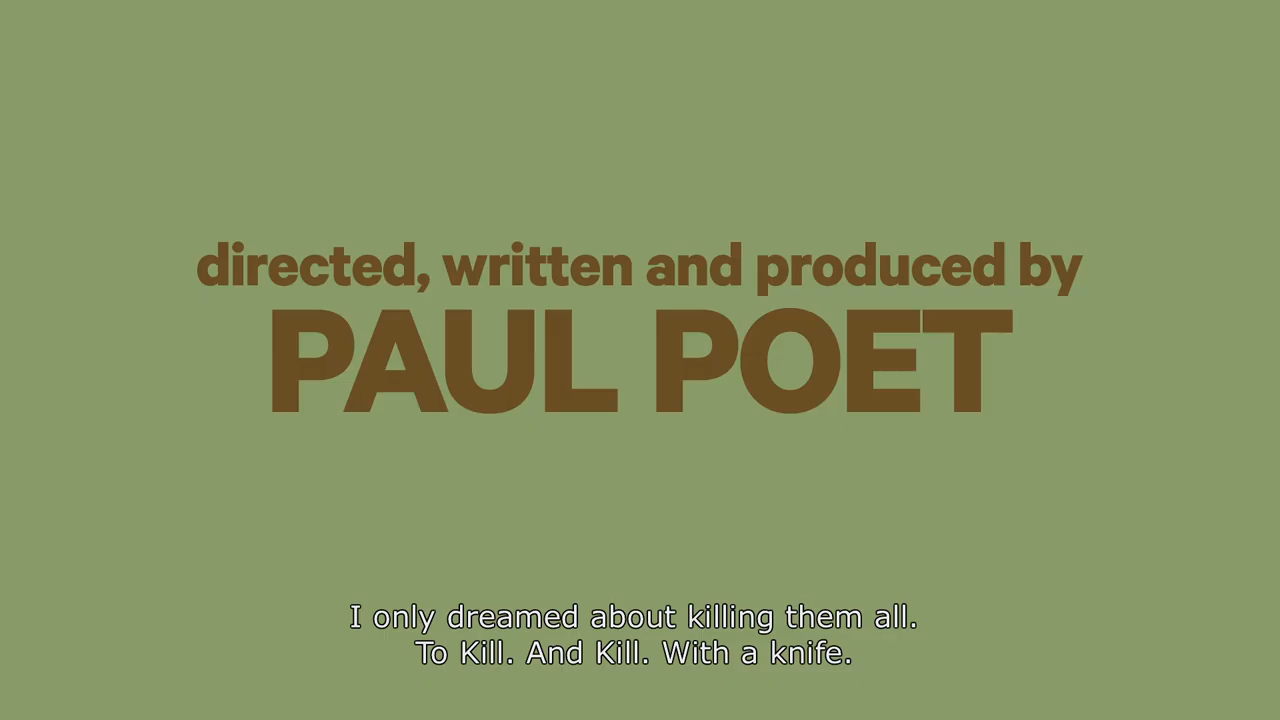 directed, written and produced by
PAUL POET
I only dreamed about killing them all.
To Kill. And Kill. With a knife.